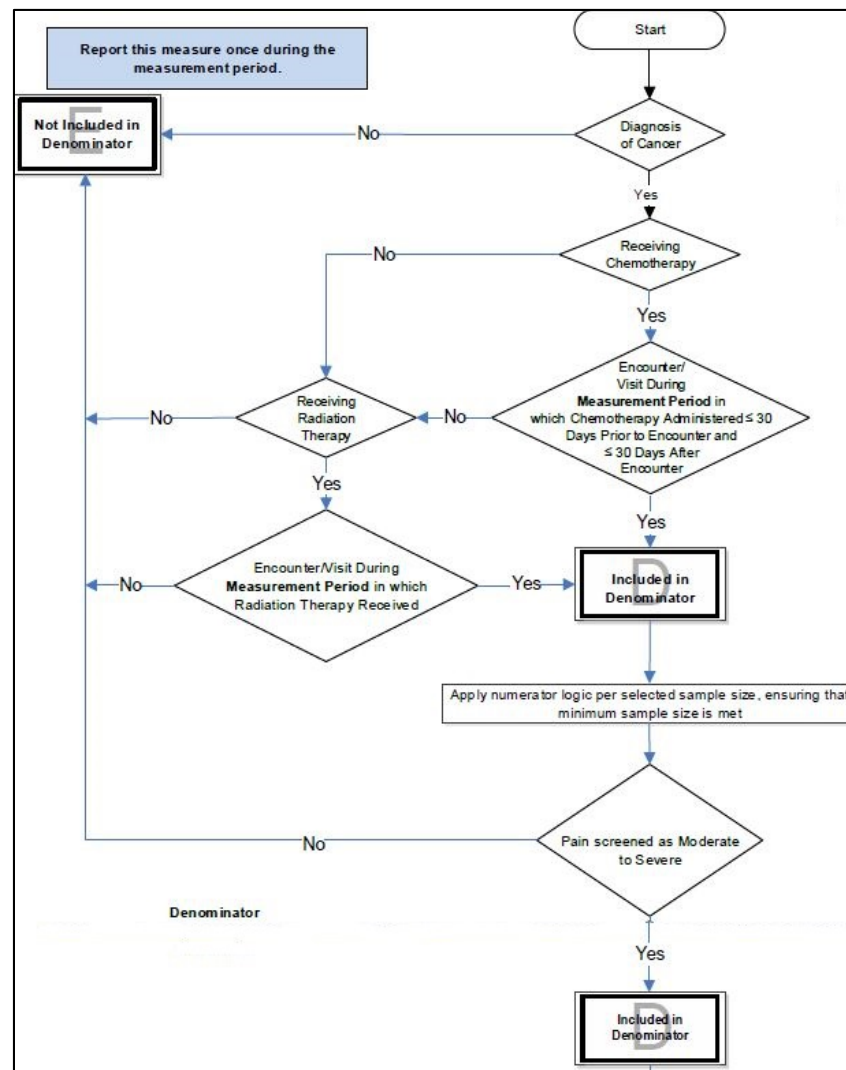 Report this measure once during the
measurement period.
Start
E
Not Included in
Denominator
No
Diagnosis
of Cancer
Yes
Receiving
Chemotherapy
No
Yes
Encounter/
Visit During
Measurement Period in
which Chemotherapy Administered ≤ 30
Days Prior to Encounter and
≤ 30 Days After
Encounter
No
Receiving
Radiation
Therapy
No
Yes
Yes
Encounter/Visit During
Measurement Period in which
Radiation Therapy Received
No
Yes
D
Included in
Denominator
Apply numerator logic per selected sample size, ensuring that
minimum sample size is met
Pain screened as Moderate
to Severe
No
Denominator
Yes
D
Included in
Denominator